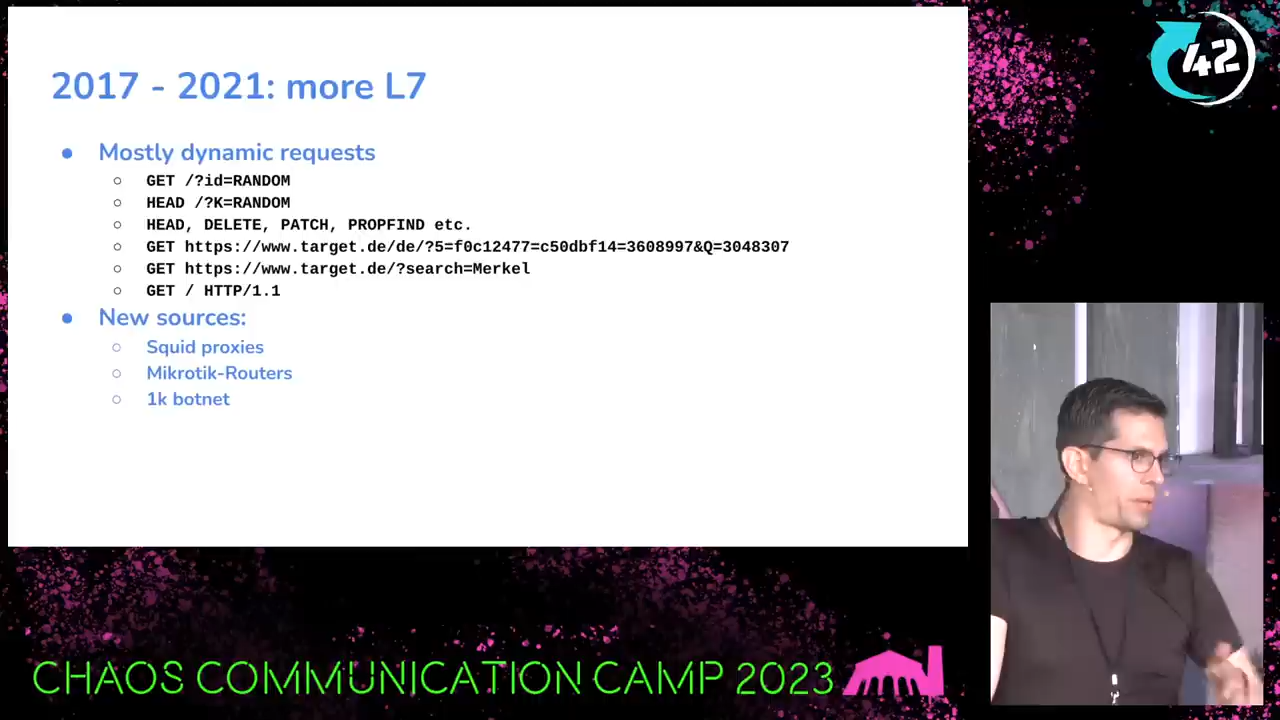 2017 - 2021: more L7
● Mostly dynamic requests
○ GET /?id=RANDOM
○ HEAD /?K=RANDOM
○ HEAD, DELETE, PATCH, PROPFIND etc.
○ GET https://www.target.de/de/?5=f0c12477=c50dbf14=3608997&Q=3048307
○ GET https://www.target.de/?search=Merkel
○ GET / HTTP/1.1
● New sources:
○ Squid proxies
○ Mikrotik-Routers
○ 1k botnet
42
CHAOS COMMUNICATION CAMP 2023